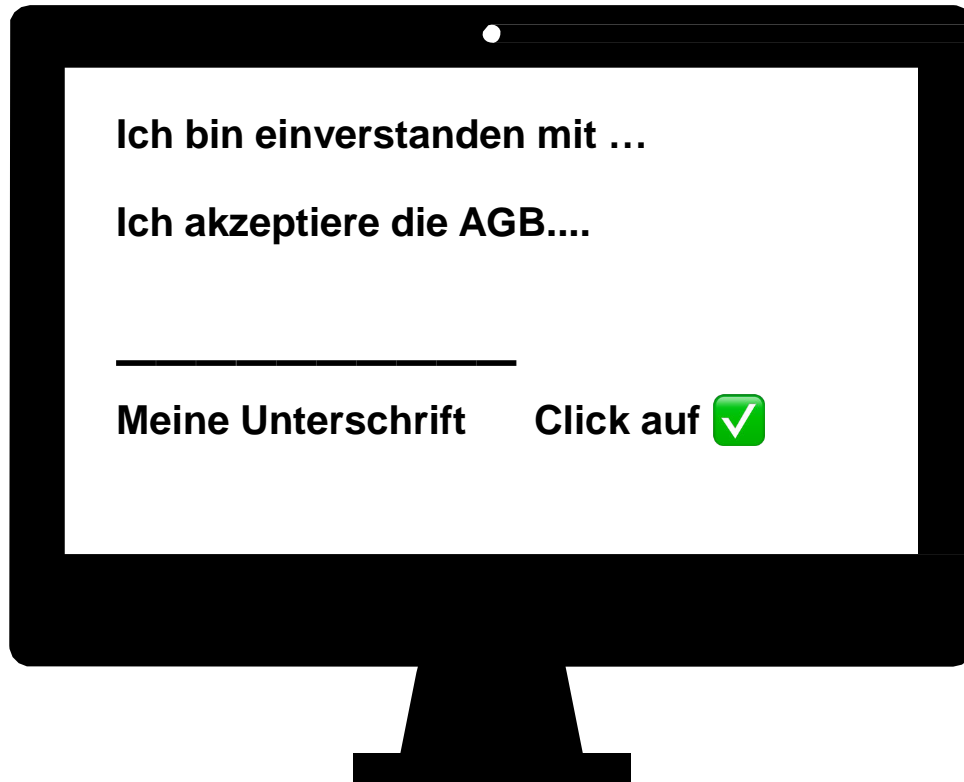 Ich bin einverstanden mit …
Ich akzeptiere die AGB....
Meine Unterschrift Click auf ✅